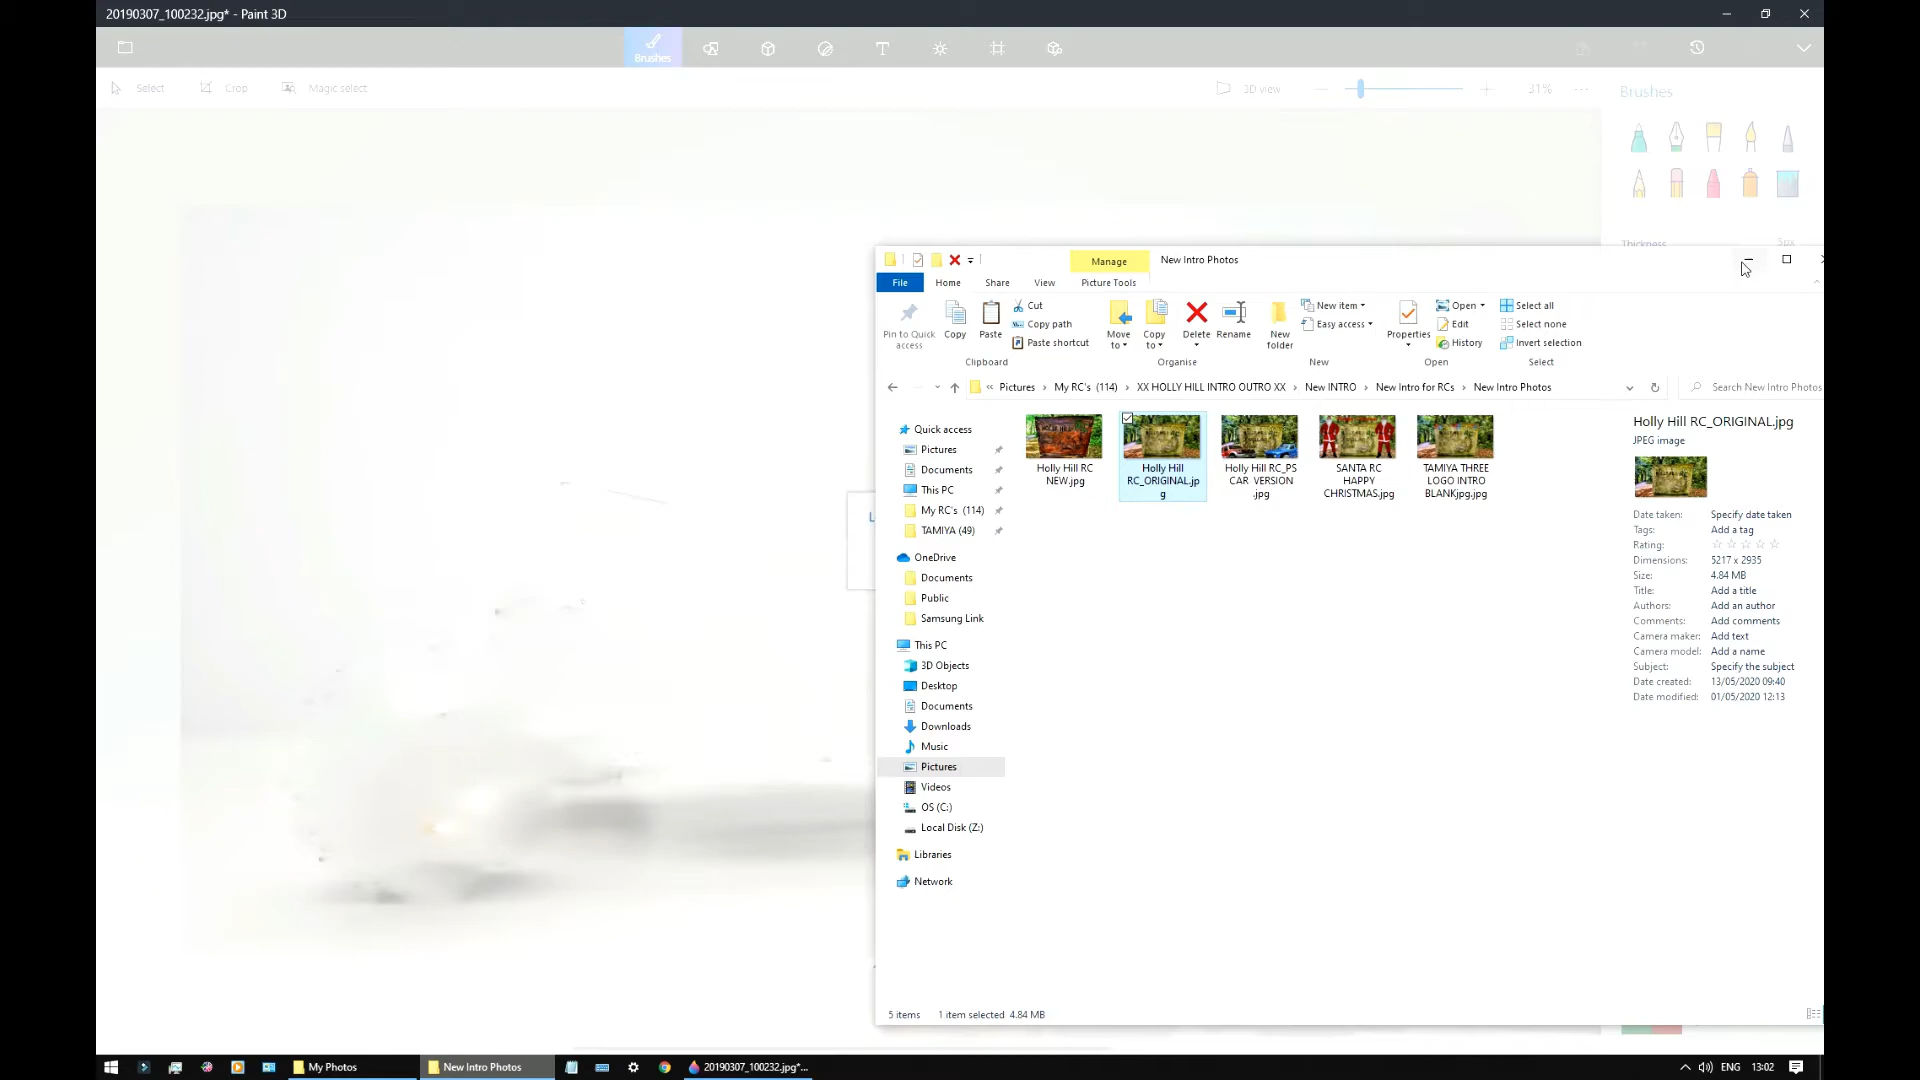 20190307_100232.jpg* - Paint 3D
Brushes
Select
Crop
Magic select
3D view
31%
Brushes
Thickness
5px
Manage
New Intro Photos
File
Home
Share
View
Picture Tools
Pin to Quick access
Copy
Paste
Cut
Copy path
Paste shortcut
Clipboard
Move to
Copy to
Delete
Rename
Organise
New folder
New item
Easy access
New
Properties
Open
Edit
History
Open
Select all
Select none
Invert selection
Select
« Pictures › My RC's (114) › XX HOLLY HILL INTRO OUTRO XX › New INTRO › New Intro for RCs › New Intro Photos
Search New Intro Photos
Quick access
Pictures
Documents
This PC
My RC's (114)
TAMIYA (49)
OneDrive
Documents
Public
Samsung Link
This PC
3D Objects
Desktop
Documents
Downloads
Music
Pictures
Videos
OS (C:)
Local Disk (Z:)
Libraries
Network
Holly Hill RC
NEW.jpg
Holly Hill
RC_ORIGINAL.jp
g
Holly Hill RC_PS
CAR VERSION
.jpg
SANTA RC
HAPPY
CHRISTMAS.jpg
TAMIYA THREE
LOGO INTRO
BLANKjpg.jpg
Holly Hill RC_ORIGINAL.jpg
JPEG image
Date taken: Specify date taken
Tags: Add a tag
Rating:
Dimensions: 5217 x 2935
Size: 4.84 MB
Title: Add a title
Authors: Add an author
Comments: Add comments
Camera maker: Add text
Camera model: Add a name
Subject: Specify the subject
Date created: 13/05/2020 09:40
Date modified: 01/05/2020 12:13
5 items
1 item selected 4.84 MB
My Photos
New Intro Photos
20190307_100232.jpg*...
ENG
13:02